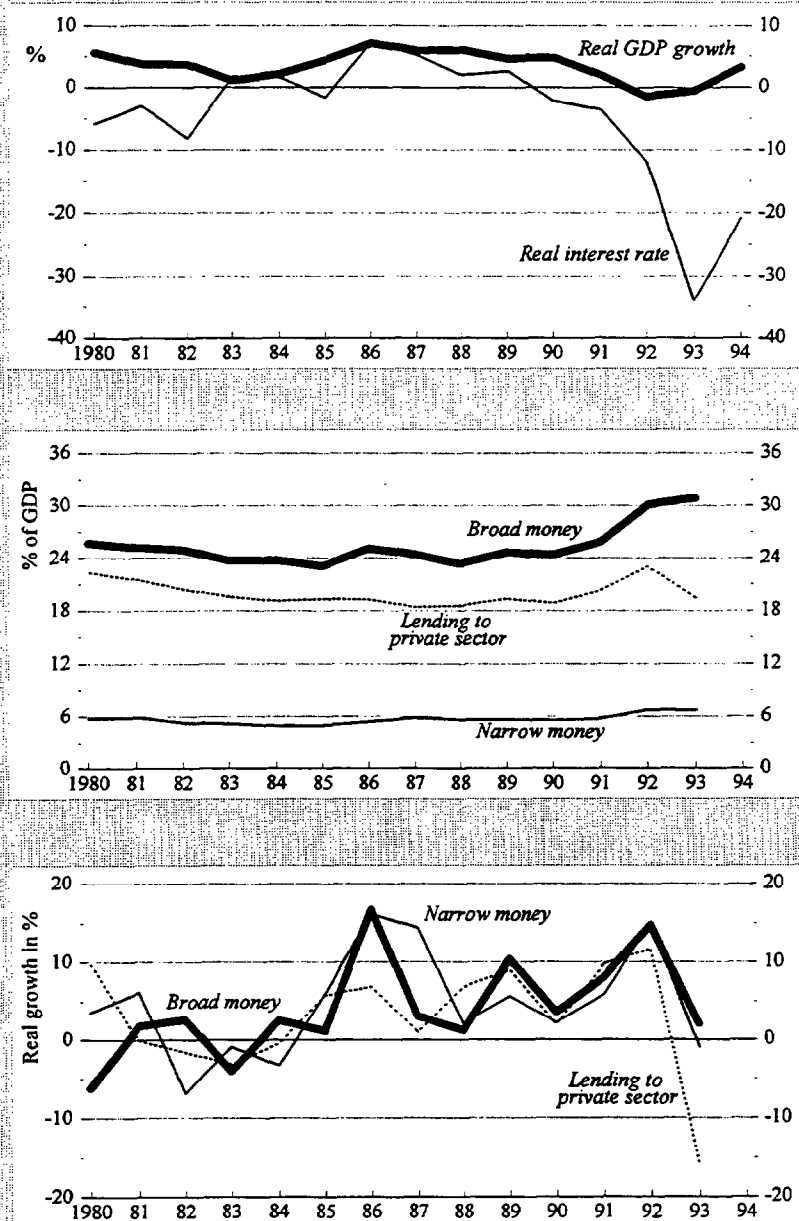 10 10
% Real GDP growth
0 0
-10 -10
-20 -20
Real interest rate
-30 -30
-40 -40
1980 81 82 83 84 85 86 87 88 89 90 91 92 93 94
36 36
% of GDP
30 30
Broad money
24 24
18 18
Lending to
private sector
12 12
6 6
Narrow money
0 0
1980 81 82 83 84 85 86 87 88 89 90 91 92 93 94
20 20
Real growth in %
Narrow money
10 10
Broad money
0 0
Lending to
private sector
-10 -10
-20 -20
1980 81 82 83 84 85 86 87 88 89 90 91 92 93 94